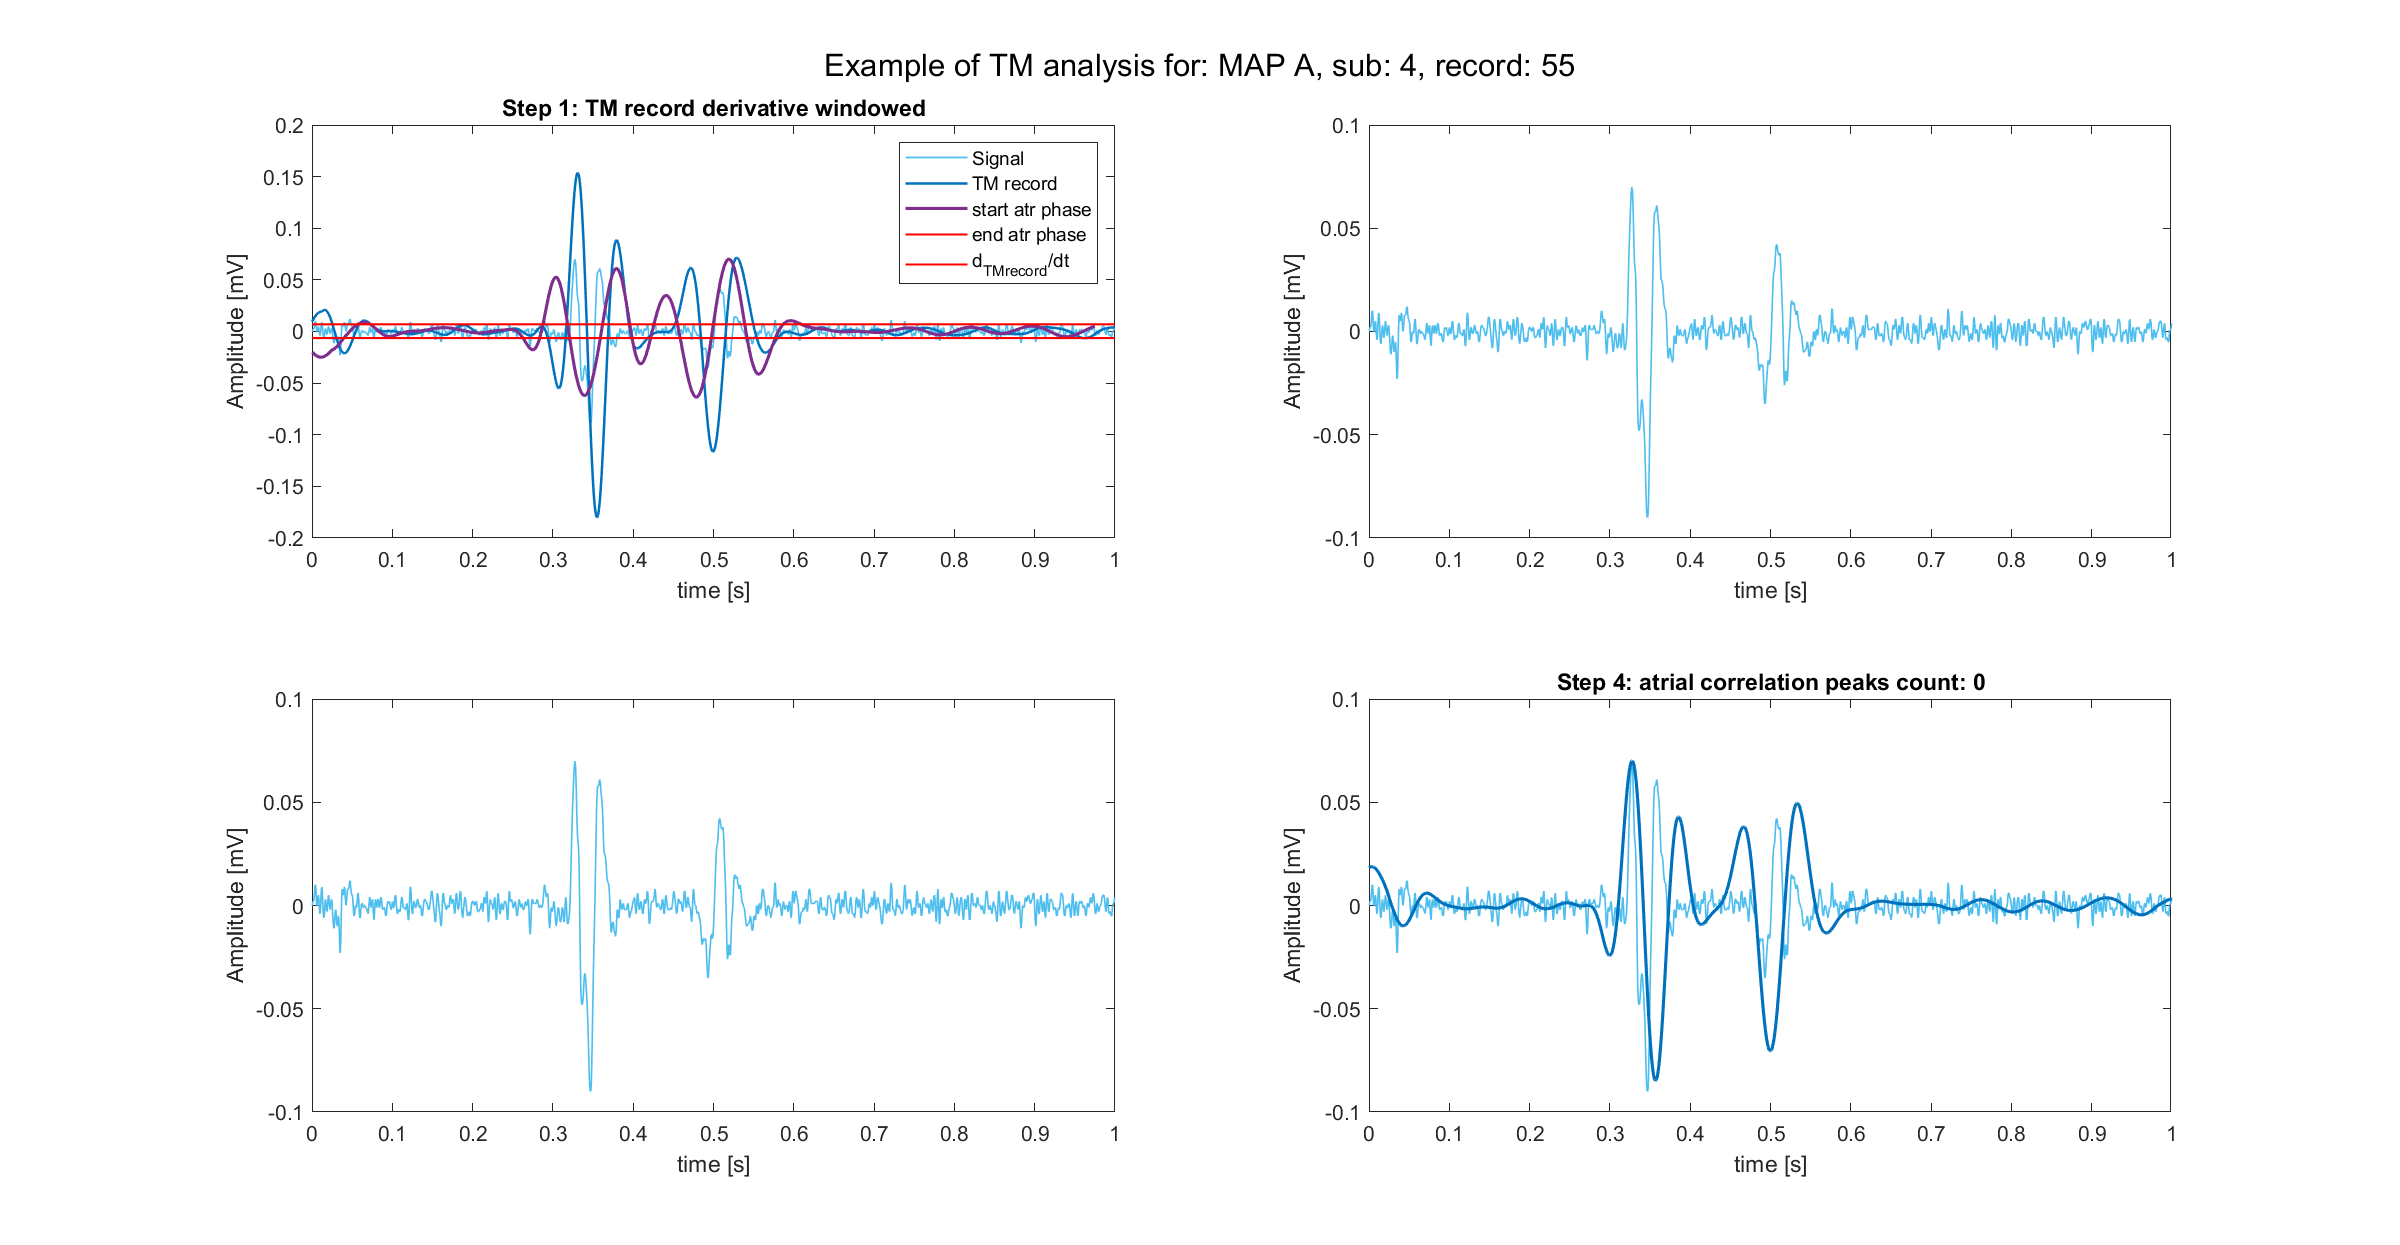 Example of TM analysis for: MAP A, sub: 4, record: 55
Step 1: TM record derivative windowed
Amplitude [mV]
0.2
0.15
0.1
0.05
0
-0.05
-0.1
-0.15
-0.2
Signal
TM record
start atr phase
end atr phase
dTMrecord/dt
0 0.1 0.2 0.3 0.4 0.5 0.6 0.7 0.8 0.9 1
time [s]
Amplitude [mV]
0.1
0.05
0
-0.05
-0.1
0 0.1 0.2 0.3 0.4 0.5 0.6 0.7 0.8 0.9 1
time [s]
Amplitude [mV]
0.1
0.05
0
-0.05
-0.1
0 0.1 0.2 0.3 0.4 0.5 0.6 0.7 0.8 0.9 1
time [s]
Step 4: atrial correlation peaks count: 0
Amplitude [mV]
0.1
0.05
0
-0.05
-0.1
0 0.1 0.2 0.3 0.4 0.5 0.6 0.7 0.8 0.9 1
time [s]